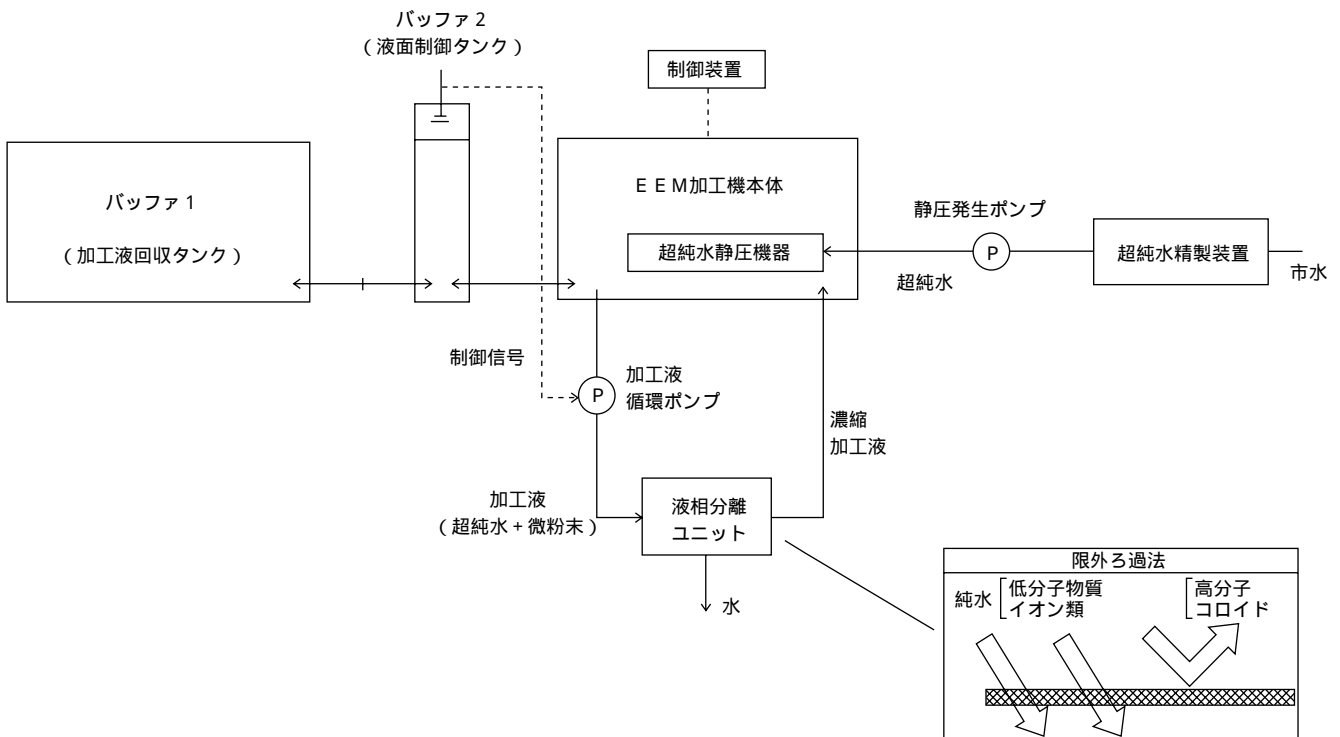 バッファ2
(液面制御タンク)
制御装置
バッファ1
(加工液回収タンク)
EEM加工機本体
超純水静圧機器
静圧発生ポンプ
P
超純水
超純水精製装置
市水
制御信号
P
加工液
循環ポンプ
濃縮
加工液
加工液
(超純水+微粉末)
液相分離
ユニット
水
限外ろ過法
純水
低分子物質
イオン類
高分子
コロイド